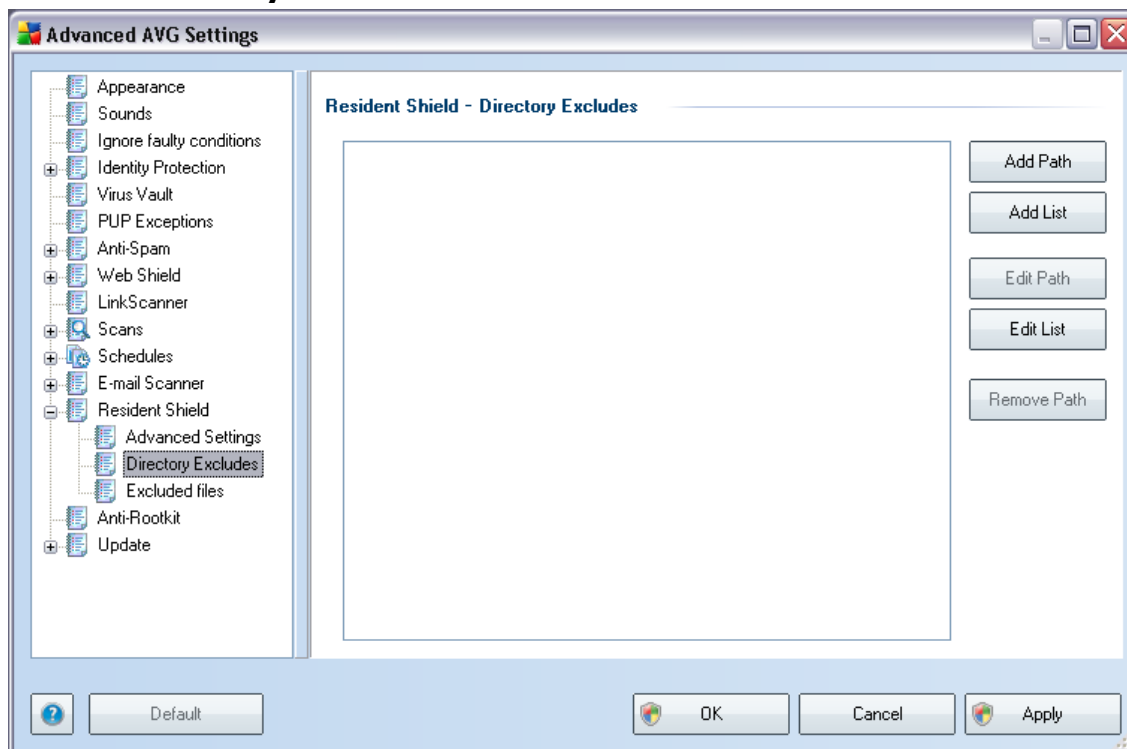 Advanced AVG Settings
Appearance
Sounds
Ignore faulty conditions
Identity Protection
Virus Vault
PUP Exceptions
Anti-Spam
Web Shield
LinkScanner
Scans
Schedules
E-mail Scanner
Resident Shield
Advanced Settings
Directory Excludes
Excluded files
Anti-Rootkit
Update
Resident Shield - Directory Excludes
Add Path
Add List
Edit Path
Edit List
Remove Path
Default
OK
Cancel
Apply